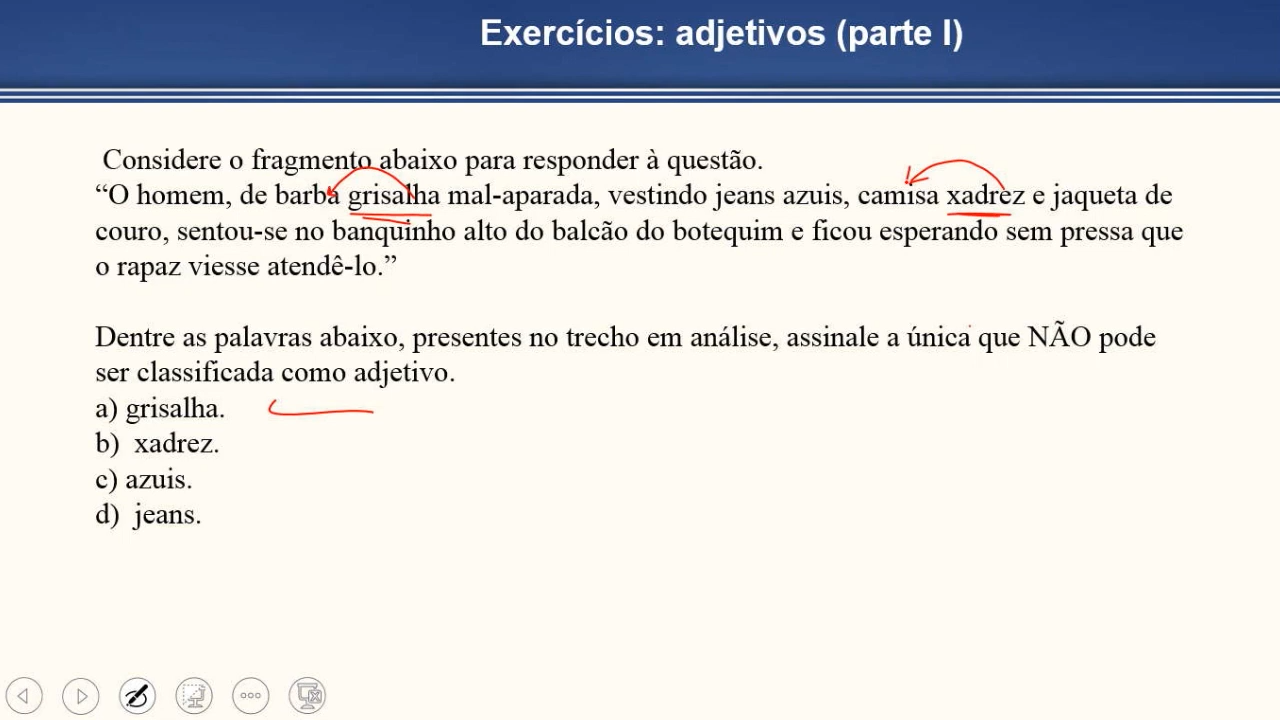 Exercícios: adjetivos (parte I)
Considere o fragmento abaixo para responder à questão.
“O homem, de barba grisalha mal-aparada, vestindo jeans azuis, camisa xadrez e jaqueta de
couro, sentou-se no banquinho alto do balcão do botequim e ficou esperando sem pressa que
o rapaz viesse atendê-lo.”
Dentre as palavras abaixo, presentes no trecho em análise, assinale a única que NÃO pode
ser classificada como adjetivo.
a) grisalha.
b) xadrez.
c) azuis.
d) jeans.